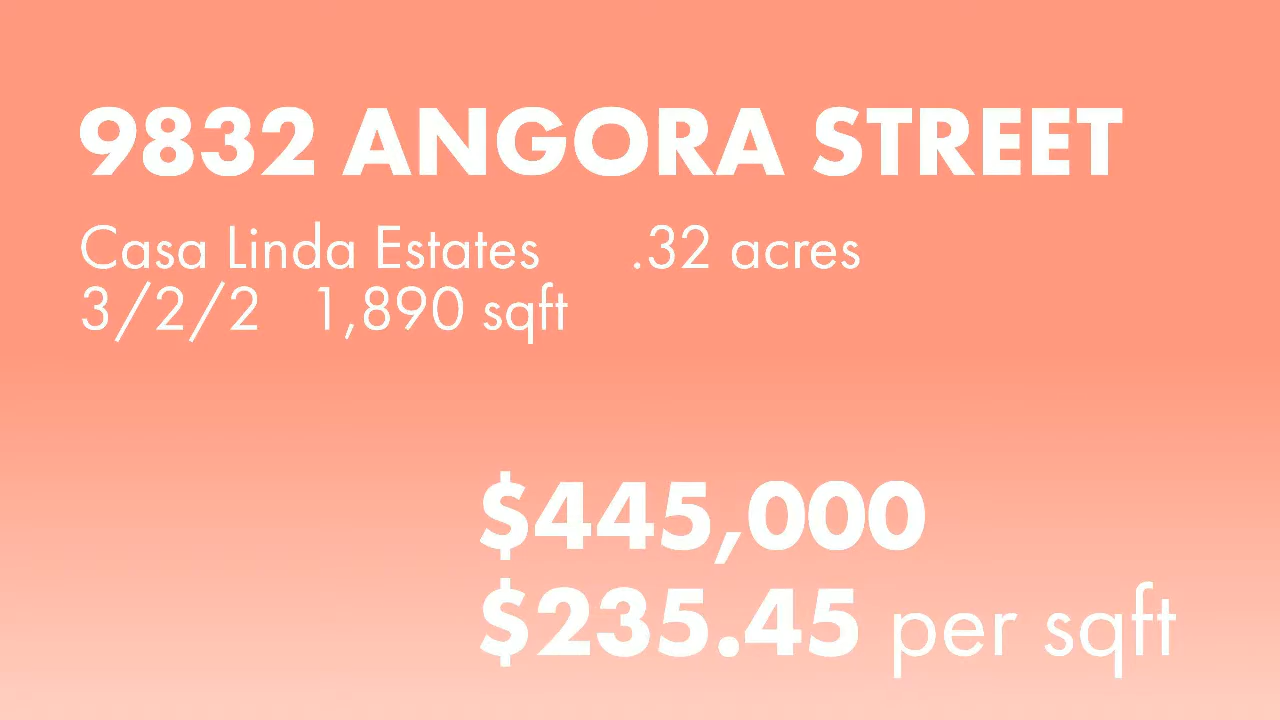 9832 ANGORA STREET
Casa Linda Estates .32 acres
3/2/2 1,890 sqft
$445,000
$235.45 per sqft